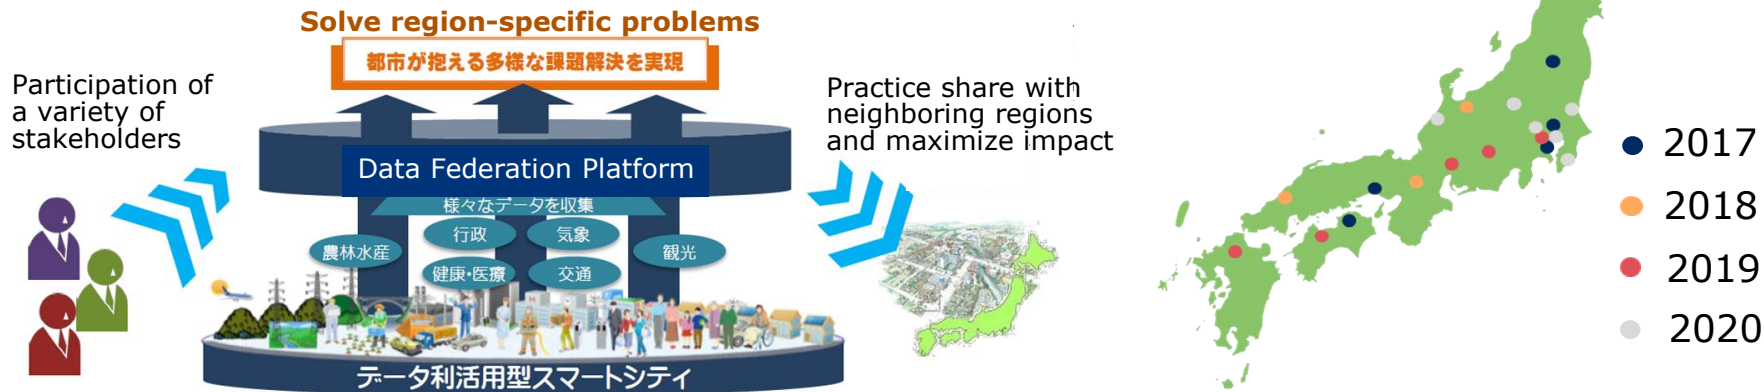 Solve region-specific problems
都市が抱える多様な課題解決を実現
Participation of
a variety of
stakeholders
Data Federation Platform
様々なデータを収集
農林水産
行政
気象
観光
健康・医療
交通
データ利活用型スマートシティ
Practice share with
neighboring regions
and maximize impact
2017
2018
2019
2020